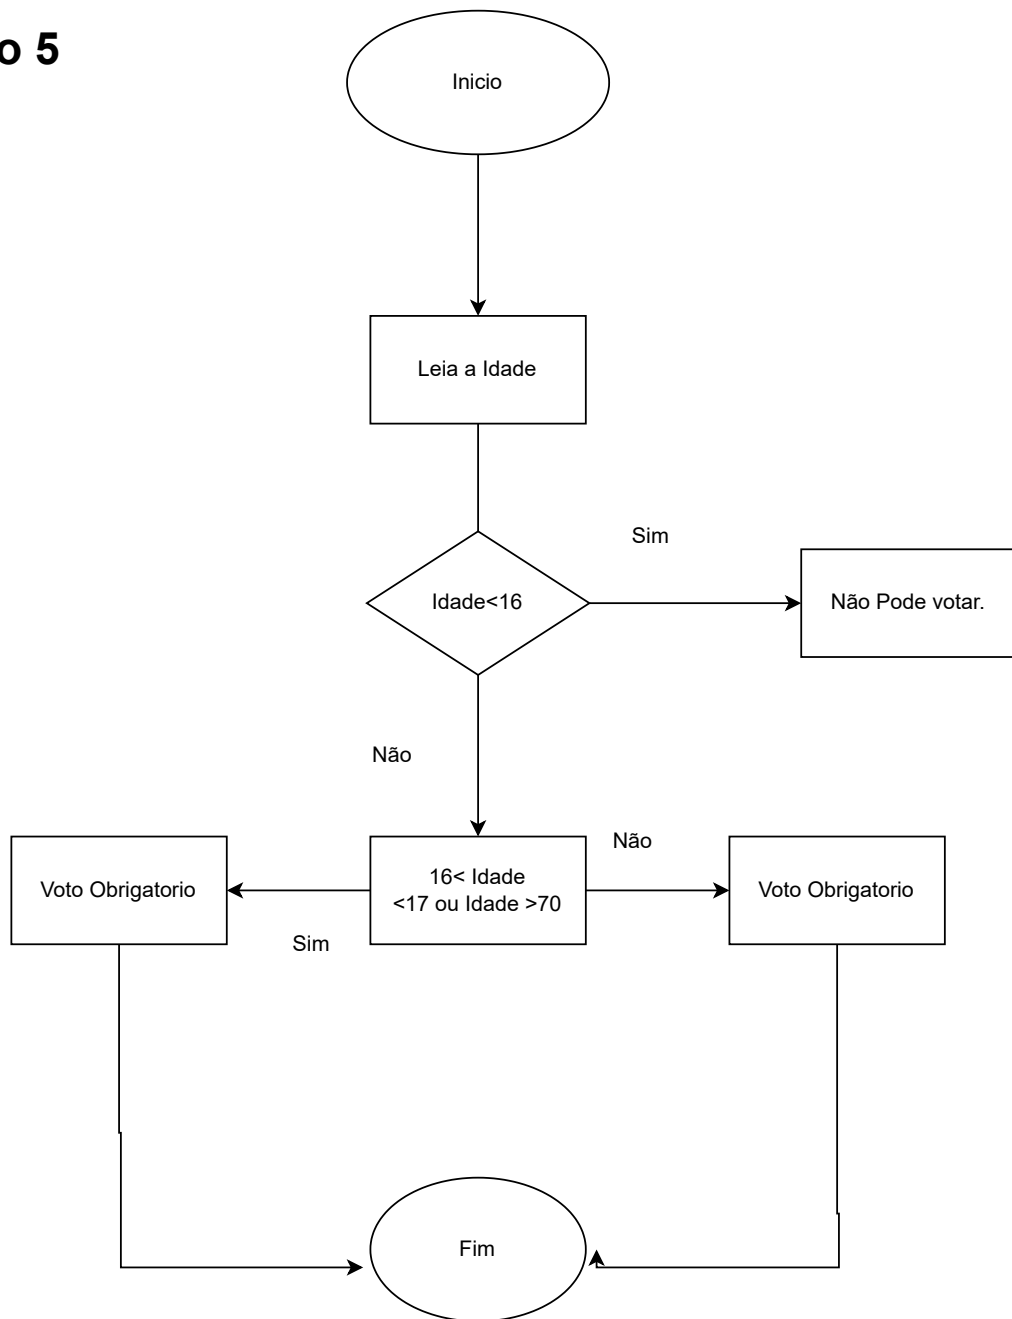 o 5
Inicio
Leia a Idade
Sim
Idade<16
Não Pode votar.
Não
Não
Voto Obrigatorio
16< Idade
<17 ou Idade >70
Voto Obrigatorio
Sim
Fim